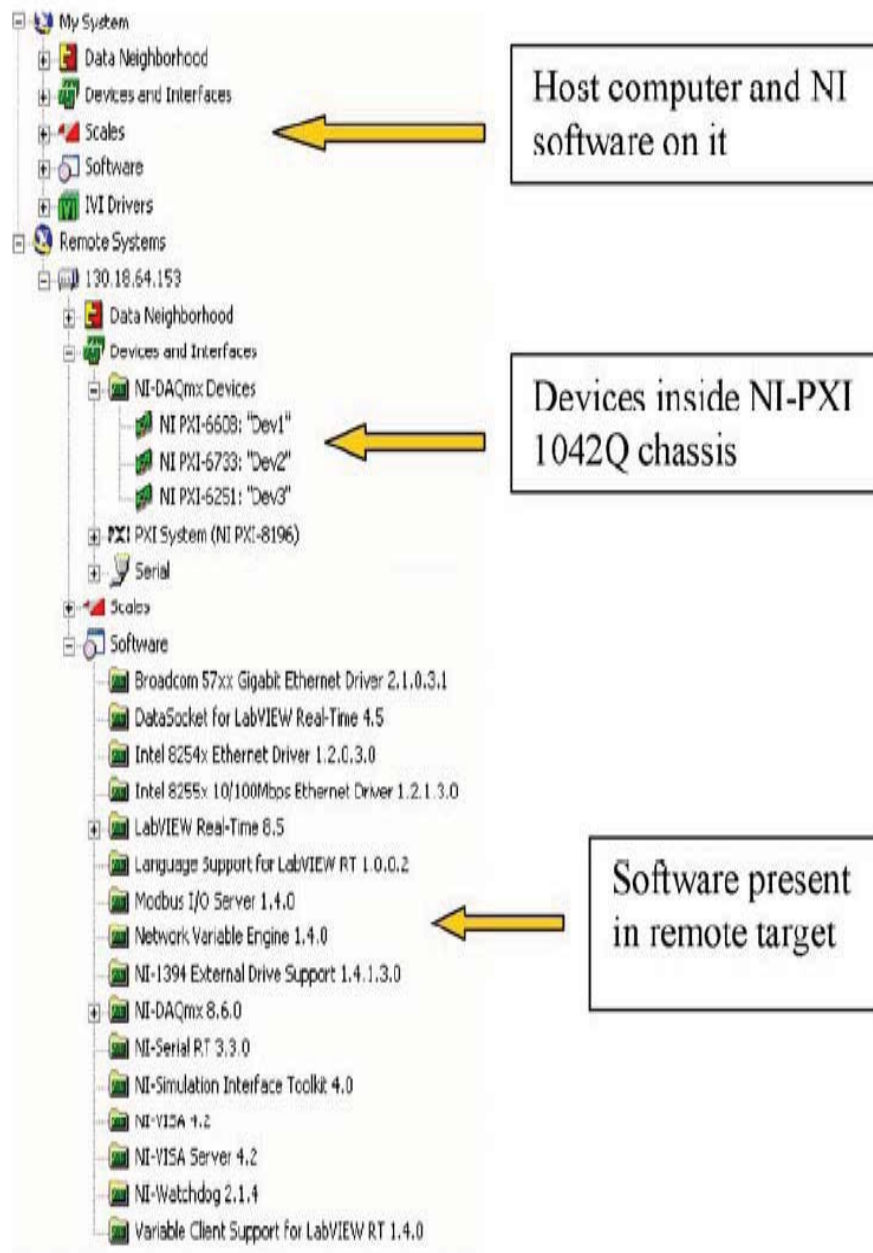 My System
Data Neighborhood
Devices and Interfaces
Scales
Software
IVI Drivers
Remote Systems
130.18.64.153
Data Neighborhood
Devices and Interfaces
NI-DAQmx Devices
NI PXI-6608: "Dev1"
NI PXI-6733: "Dev2"
NI PXI-6251: "Dev3"
PXI PXI System (NI PXI-8196)
Serial
Scales
Software
Broadcom 57xx Gigabit Ethernet Driver 2.1.0.3.1
DataSocket for LabVIEW Real-Time 4.5
Intel 8254x Ethernet Driver 1.2.0.3.0
Intel 8255x 10/100Mbps Ethernet Driver 1.2.1.3.0
LabVIEW Real-Time 8.5
Language Support for LabVIEW RT 1.0.0.2
Modbus I/O Server 1.4.0
Network Variable Engine 1.4.0
NI-1394 External Drive Support 1.4.1.3.0
NI-DAQmx 8.6.0
NI-Serial RT 3.3.0
NI-Simulation Interface Toolkit 4.0
NI-VISA 4.2
NI-VISA Server 4.2
NI-Watchdog 2.1.4
Variable Client Support for LabVIEW RT 1.4.0
Host computer and NI
software on it
Devices inside NI-PXI
1042Q chassis
Software present
in remote target